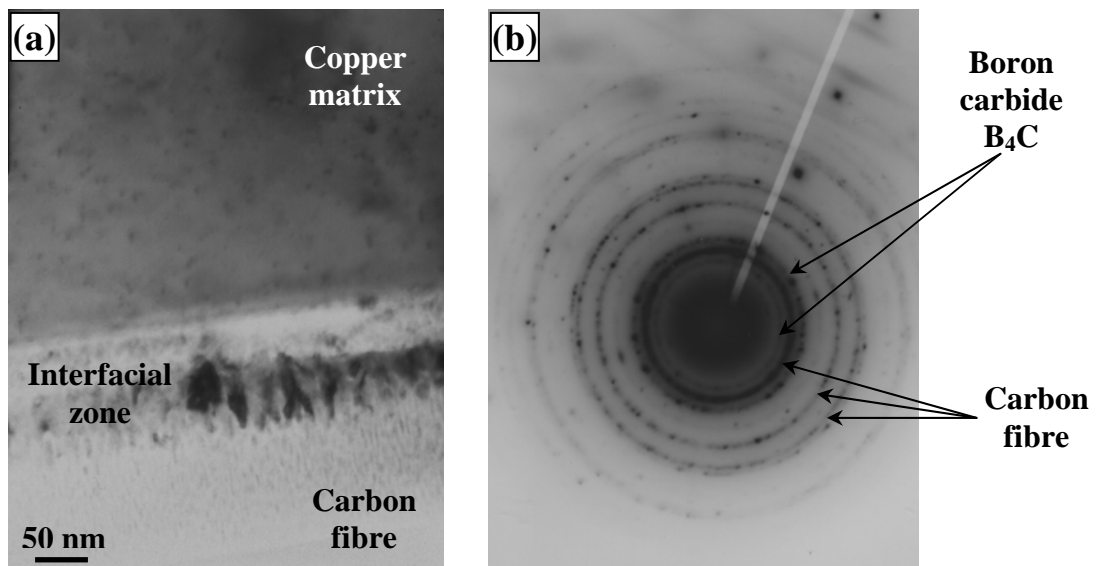 (a)
Copper
matrix
Interfacial
zone
Carbon
fibre
50 nm
(b)
Boron
carbide
B₄C
Carbon
fibre